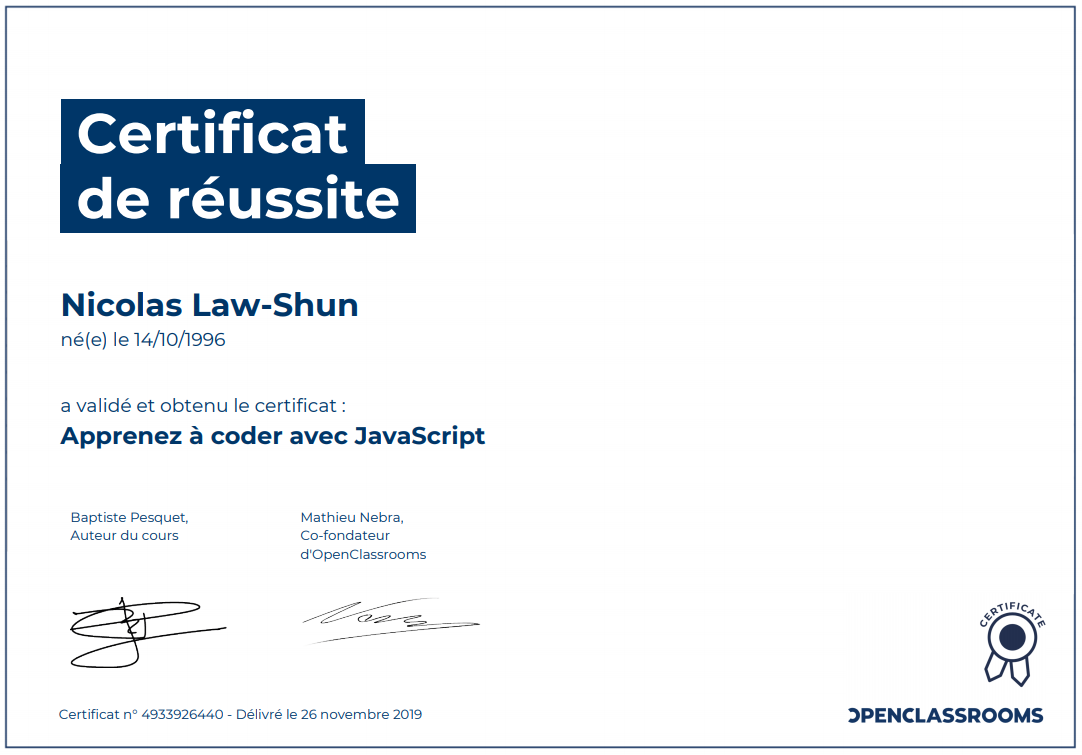 Certificat
de réussite
Nicolas Law-Shun
né(e) le 14/10/1996
a validé et obtenu le certificat :
Apprenez à coder avec JavaScript
Baptiste Pesquet,
Auteur du cours
Mathieu Nebra,
Co-fondateur
d'OpenClassrooms
CERTIFICATE
Certificat n° 4933926440 - Délivré le 26 novembre 2019
OPENCLASSROOMS